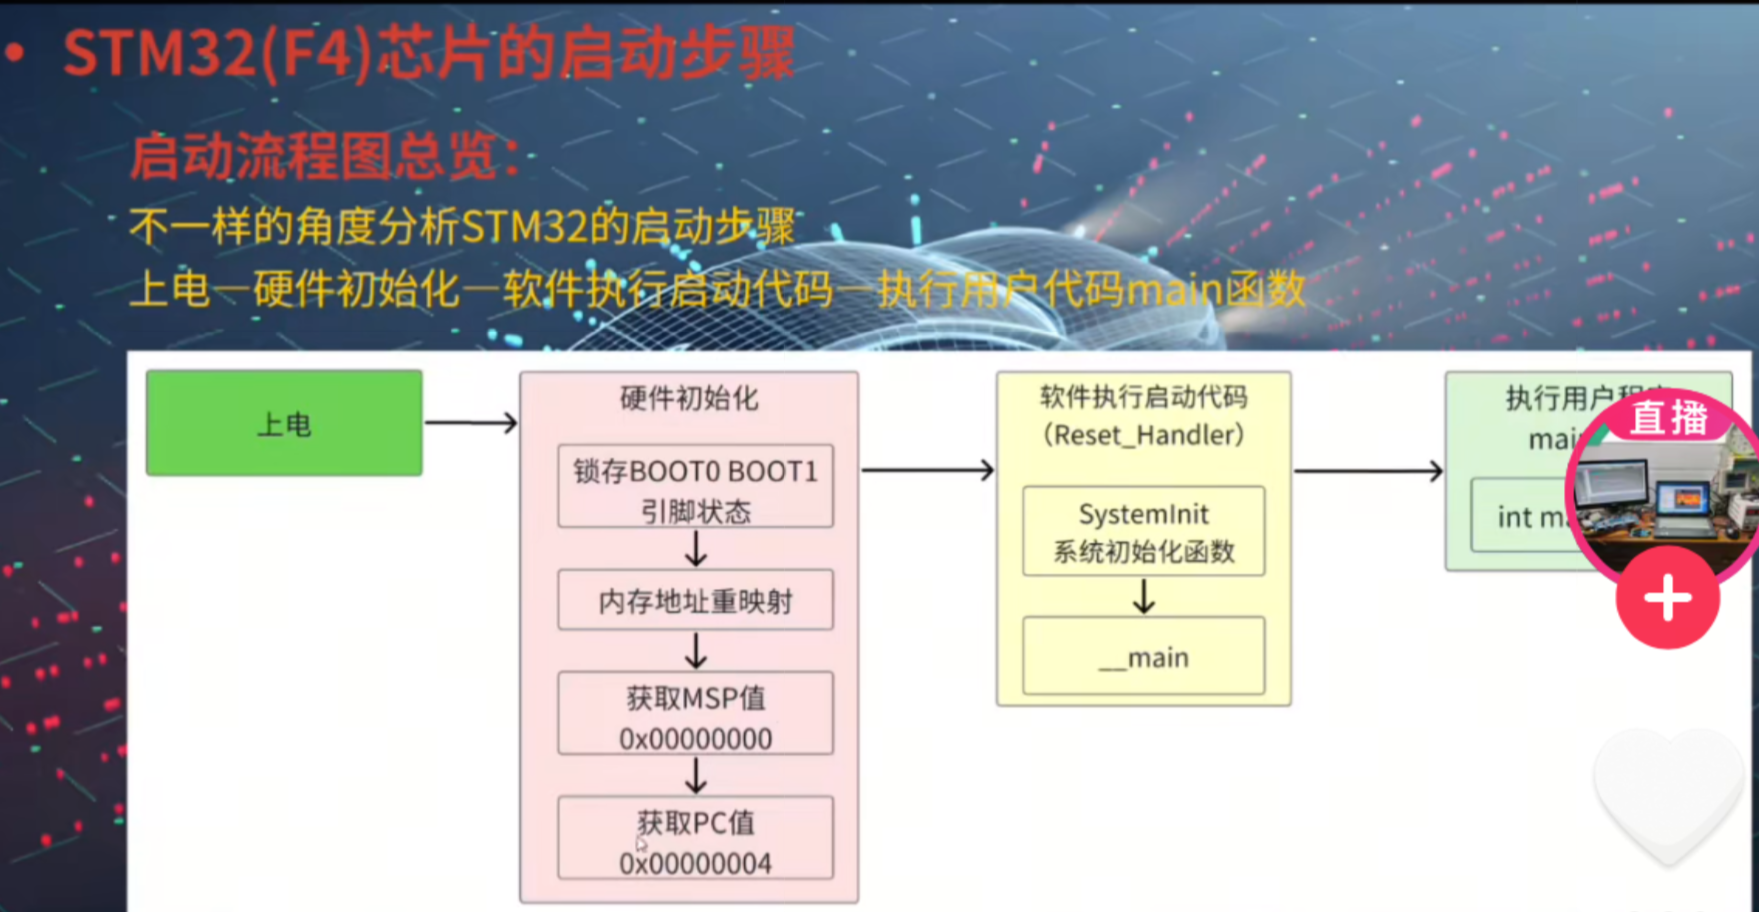 • STM32(F4)芯片的启动步骤
启动流程图总览：
不一样的角度分析STM32的启动步骤
上电—硬件初始化—软件执行启动代码—执行用户代码main函数
上电
硬件初始化
锁存BOOT0 BOOT1
引脚状态
内存地址重映射
获取MSP值
0x00000000
获取PC值
0x00000004
软件执行启动代码
（Reset_Handler）
SystemInit
系统初始化函数
__main
执行用户
int
直播